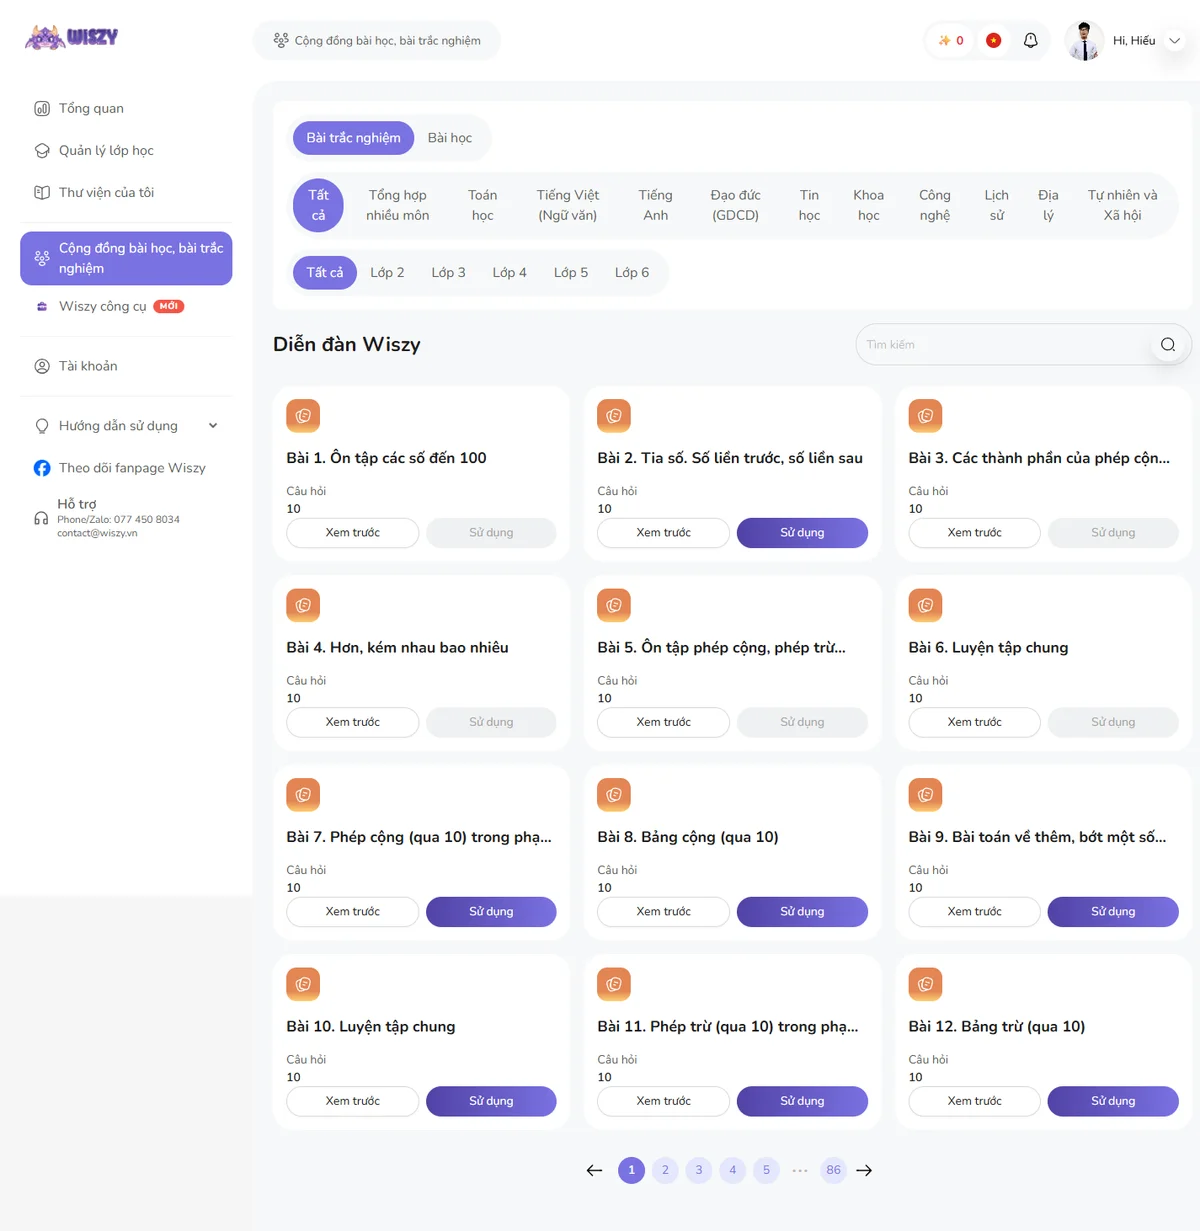 WISZY
Cộng đồng bài học, bài trắc nghiệm
0
Hi, Hiếu
Tổng quan
Quản lý lớp học
Thư viện của tôi
Cộng đồng bài học, bài trắc
nghiệm
Wiszy công cụ MỚI
Tài khoản
Hướng dẫn sử dụng
Theo dõi fanpage Wiszy
Hỗ trợ
Phone/Zalo: 077 450 8034
contact@wiszy.vn
Bài trắc nghiệm Bài học
Tất cả
Tổng hợp nhiều môn
Toán học
Tiếng Việt (Ngữ văn)
Tiếng Anh
Đạo đức (GDCD)
Tin học
Khoa học
Công nghệ
Lịch sử
Địa lý
Tự nhiên và Xã hội
Tất cả Lớp 2 Lớp 3 Lớp 4 Lớp 5 Lớp 6
Diễn đàn Wiszy
Tìm kiếm
Bài 1. Ôn tập các số đến 100
Câu hỏi
10
Xem trước Sử dụng
Bài 2. Tia số. Số liền trước, số liền sau
Câu hỏi
10
Xem trước Sử dụng
Bài 3. Các thành phần của phép cộn...
Câu hỏi
10
Xem trước Sử dụng
Bài 4. Hơn, kém nhau bao nhiêu
Câu hỏi
10
Xem trước Sử dụng
Bài 5. Ôn tập phép cộng, phép trừ...
Câu hỏi
10
Xem trước Sử dụng
Bài 6. Luyện tập chung
Câu hỏi
10
Xem trước Sử dụng
Bài 7. Phép cộng (qua 10) trong phạ...
Câu hỏi
10
Xem trước Sử dụng
Bài 8. Bảng cộng (qua 10)
Câu hỏi
10
Xem trước Sử dụng
Bài 9. Bài toán về thêm, bớt một số...
Câu hỏi
10
Xem trước Sử dụng
Bài 10. Luyện tập chung
Câu hỏi
10
Xem trước Sử dụng
Bài 11. Phép trừ (qua 10) trong phạ...
Câu hỏi
10
Xem trước Sử dụng
Bài 12. Bảng trừ (qua 10)
Câu hỏi
10
Xem trước Sử dụng
1 2 3 4 5 ••• 86